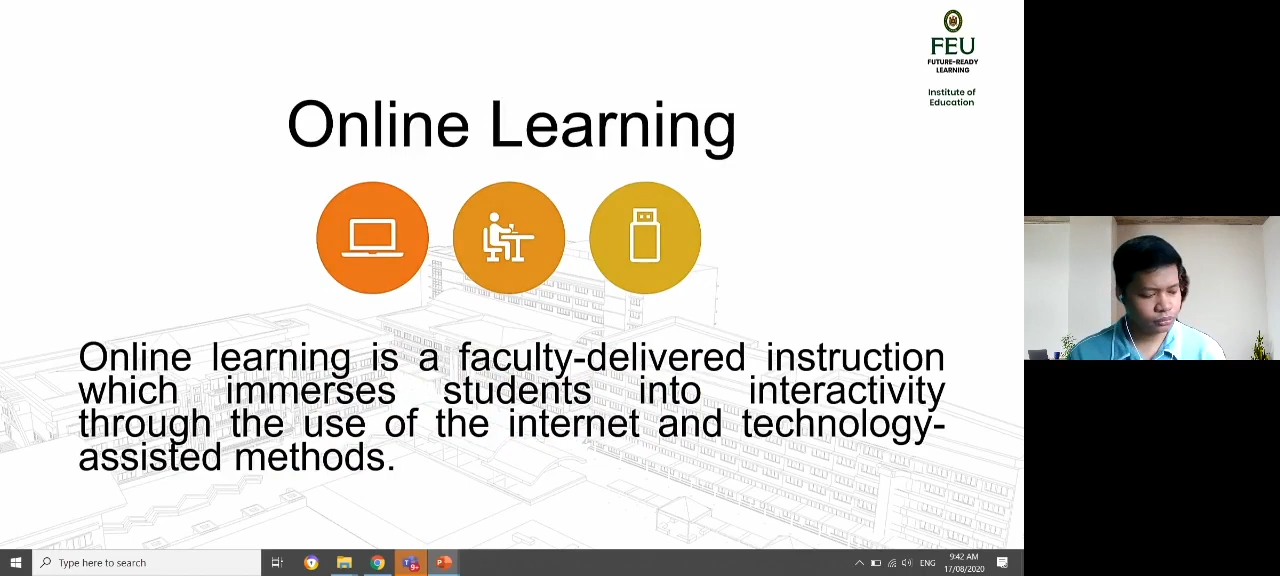 FEU
FUTURE-READY
LEARNING
Institute of
Education
Online Learning
Online learning is a faculty-delivered instruction
which immerses students into interactivity
through the use of the internet and technology-
assisted methods.
Type here to search
9+
ENG
9:42 AM
17/08/2020